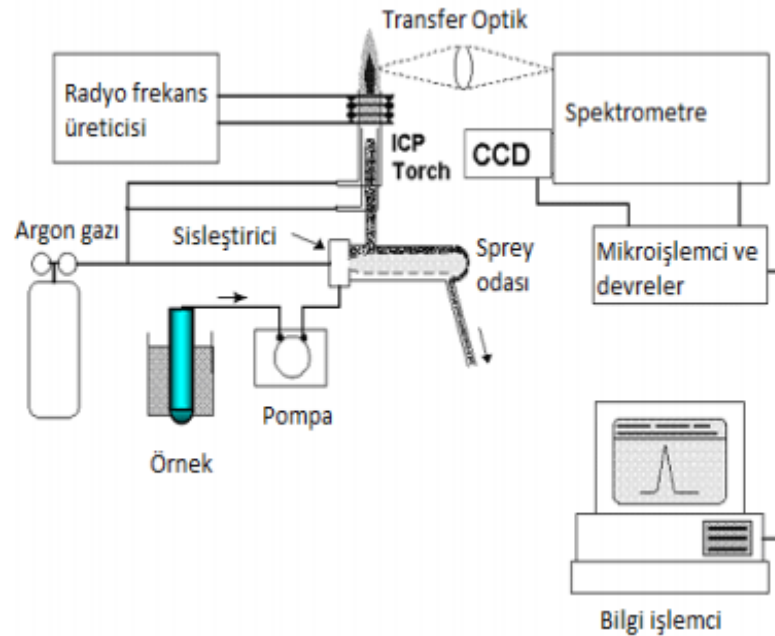 Transfer Optik
Radyo frekans
üreticisi
Spektrometre
ICP
Torch
CCD
Argon gazı
Sisleştirici
Sprey
odası
Mikroişlemci ve
devreler
Pompa
Örnek
Bilgi işlemci